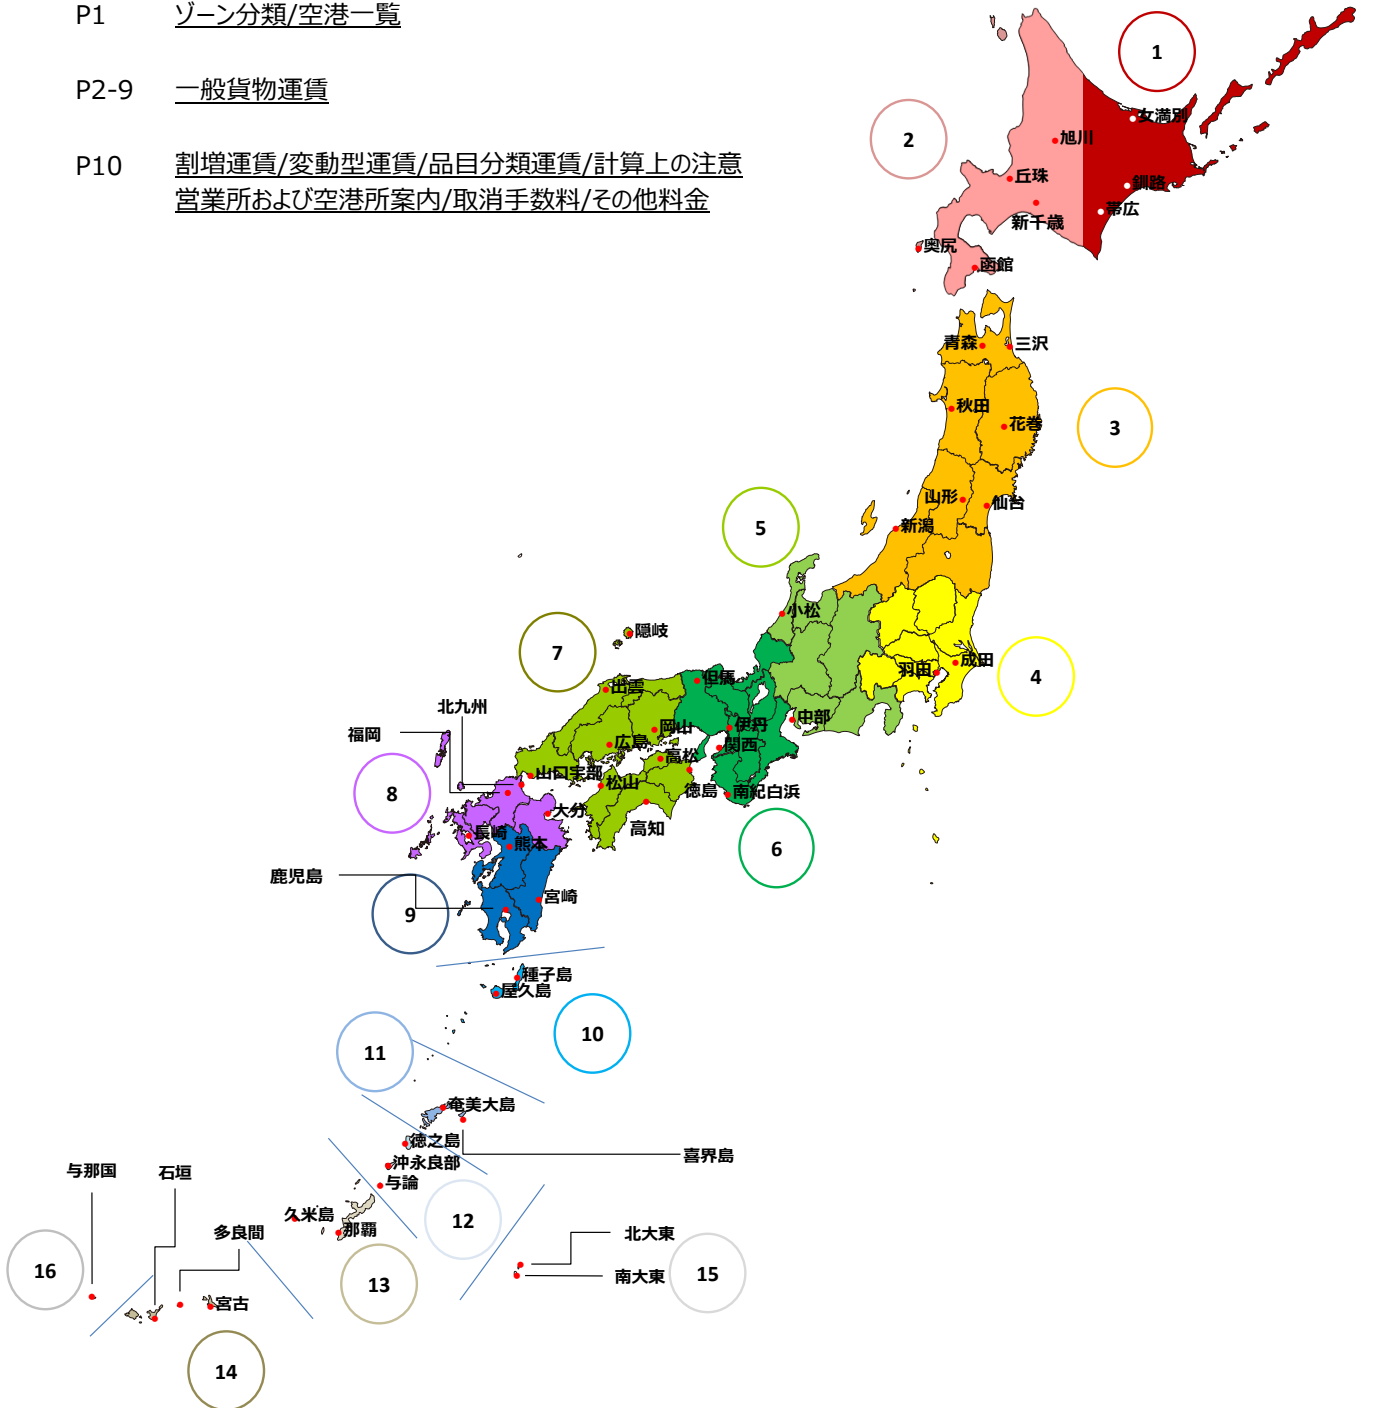 P1 ゾーン分類/空港一覧
P2-9 一般貨物運賃
P10 割増運賃/変動型運賃/品目分類運賃/計算上の注意
営業所および空港所案内/取消手数料/その他料金
1
女満別
2
旭川
丘珠
釧路
帯広
新千歳
奥尻
函館
青森
三沢
秋田
花巻
3
山形
仙台
5
新潟
小松
7
隠岐
成田
羽田
4
但馬
出雲
北九州
中部
福岡
岡山
伊丹
広島
関西
高松
山口宇部
松山
徳島
南紀白浜
8
大分
高知
長崎
熊本
6
鹿児島
宮崎
9
種子島
屋久島
10
11
奄美大島
徳之島
喜界島
沖永良部
与那国
石垣
与論
久米島
12
多良間
那覇
北大東
16
13
南大東
15
宮古
14